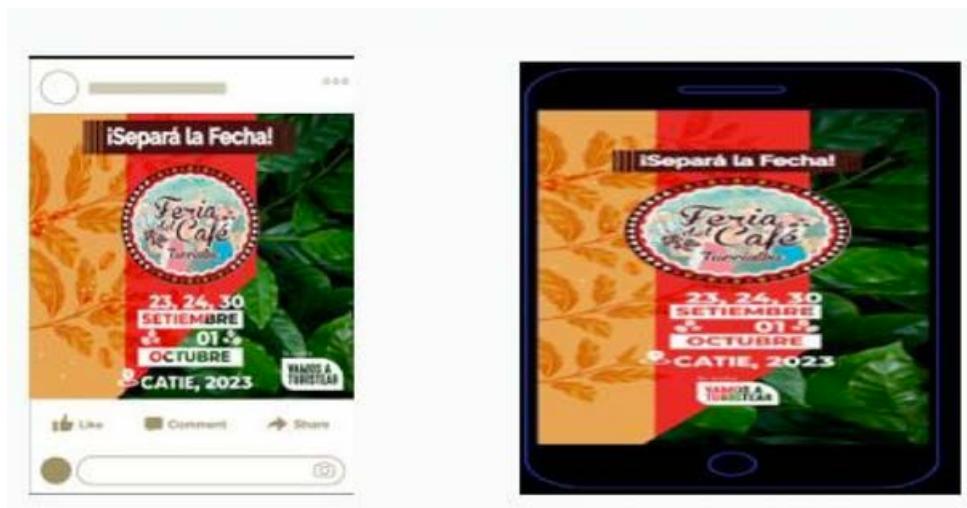 ¡Separá la Fecha!
Feria
del Café
Turrialba
23, 24, 30
SETIEMBRE
01
OCTUBRE
CATIE, 2023
VAMOS A
TURISTEAR
Like
Comment
Share
¡Separá la Fecha!
Feria
del Café
Turrialba
23, 24, 30
SETIEMBRE
01
OCTUBRE
CATIE, 2023
VAMOS A
TURISTEAR